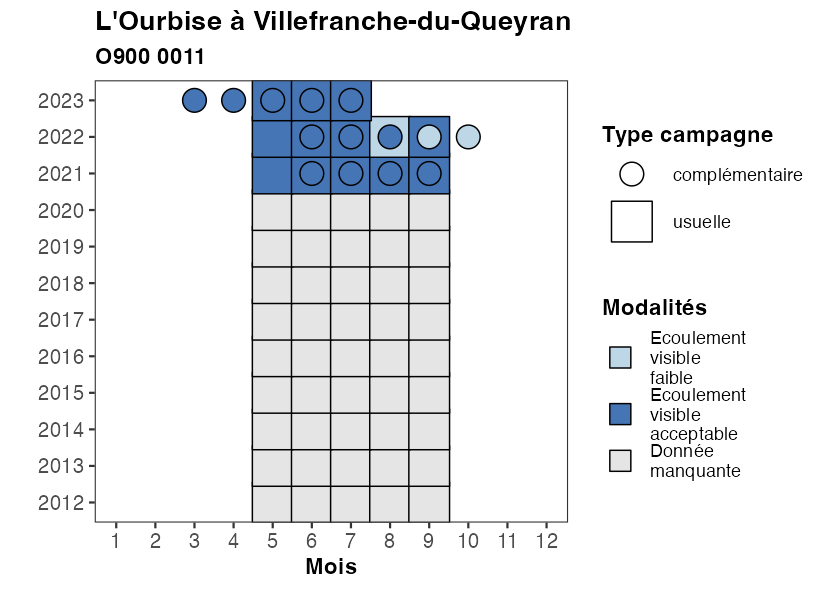 L'Ourbise à Villefranche-du-Queyran
O900 0011
2023
2022
2021
2020
2019
2018
2017
2016
2015
2014
2013
2012
1 2 3 4 5 6 7 8 9 10 11 12
Mois
Type campagne
complémentaire
usuelle
Modalités
Ecoulement
visible
faible
Ecoulement
visible
acceptable
Donnée
manquante